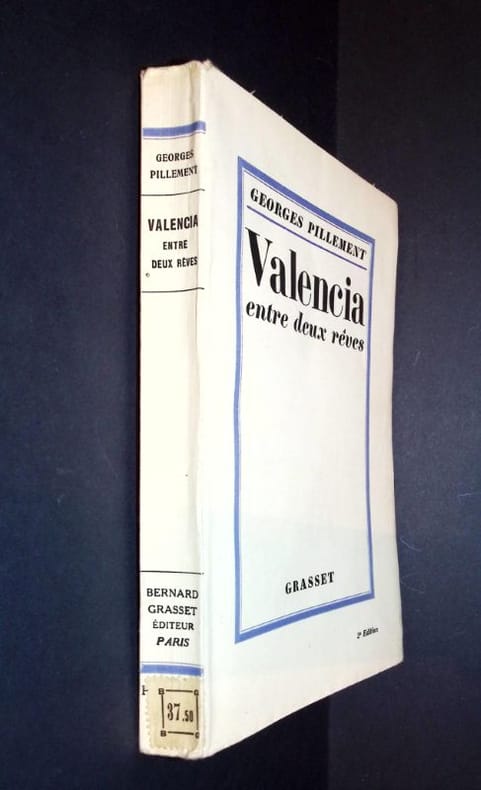 GEORGES
PILLEMENT
VALENCIA
ENTRE
DEUX RÊVES
BERNARD
GRASSET
ÉDITEUR
PARIS
B G
37.50
B G
GEORGES PILLEMENT
Valencia
entre deux rêves
GRASSET
2e Edition